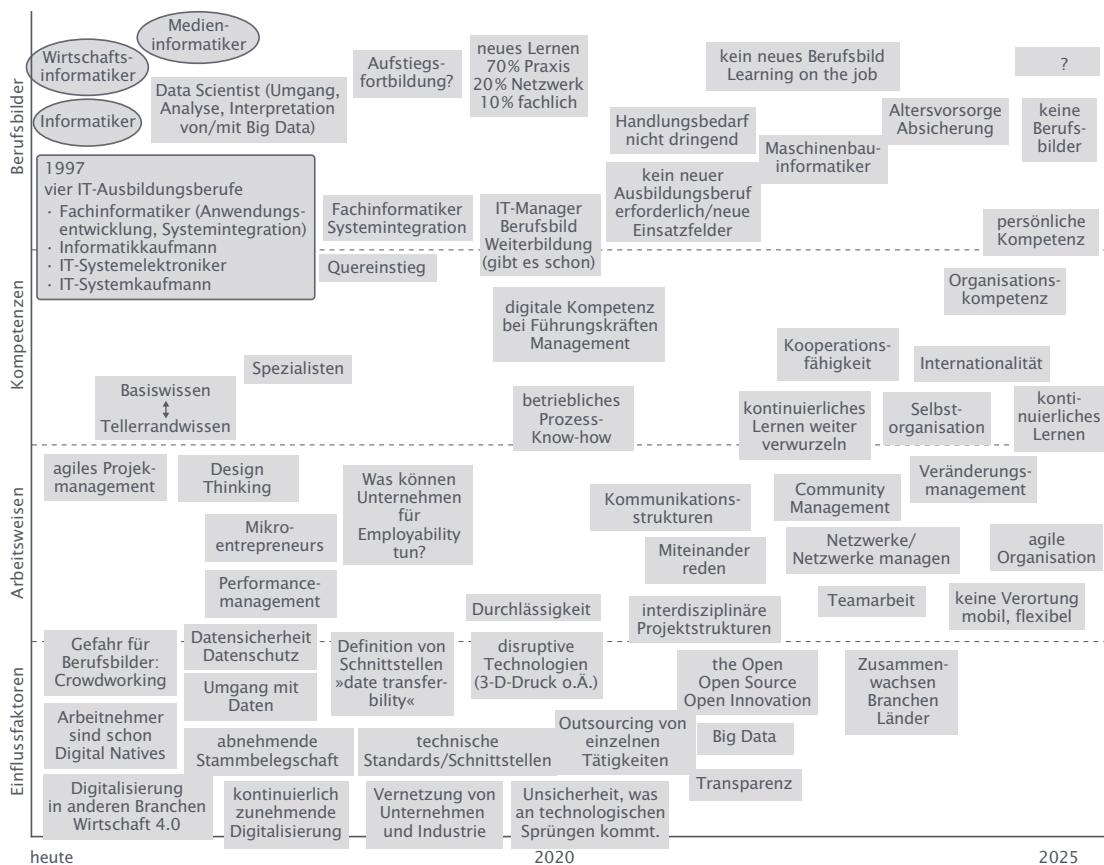 Berufsbilder
Medien-
informatiker
Wirtschafts-
informatiker
Informatiker
Data Scientist (Umgang,
Analyse, Interpretation
von/mit Big Data)
Aufstiegs-
fortbildung?
neues Lernen
70% Praxis
20% Netzwerk
10% fachlich
kein neues Berufsbild
Learning on the job
?
Handlungsbedarf
nicht dringend
Altersvorsorge
Absicherung
keine
Berufs-
bilder
Maschinenbau-
informatiker
1997
vier IT-Ausbildungsberufe
· Fachinformatiker (Anwendungs-
entwicklung, Systemintegration)
· Informatikkaufmann
· IT-Systemelektroniker
· IT-Systemkaufmann
Fachinformatiker
Systemintegration
IT-Manager
Berufsbild
Weiterbildung
(gibt es schon)
kein neuer
Ausbildungsberuf
erforderlich/neue
Einsatzfelder
persönliche
Kompetenz
Kompetenzen
Quereinstieg
Organisations-
kompetenz
digitale Kompetenz
bei Führungskräften
Management
Kooperations-
fähigkeit
Internationalität
Spezialisten
Basiswissen
Tellerrandwissen
betriebliches
Prozess-
Know-how
kontinuierliches
Lernen weiter
verwurzeln
Selbst-
organisation
konti-
nuierliches
Lernen
Arbeitsweisen
agiles Projek-
management
Design
Thinking
Was können
Unternehmen
für
Employability
tun?
Kommunikations-
strukturen
Community
Management
Veränderungs-
management
Mikro-
entrepreneurs
Miteinander
reden
Netzwerke/
Netzwerke managen
agile
Organisation
Performance-
management
Durchlässigkeit
interdisziplinäre
Projektstrukturen
Teamarbeit
keine Verortung
mobil, flexibel
Einflussfaktoren
Gefahr für
Berufsbilder:
Crowdworking
Datensicherheit
Datenschutz
Definition von
Schnittstellen
»date transfer-
bility«
disruptive
Technologien
(3-D-Druck o.Ä.)
the Open
Open Source
Open Innovation
Zusammen-
wachsen
Branchen
Länder
Umgang mit
Daten
Arbeitnehmer
sind schon
Digital Natives
abnehmende
Stammbelegschaft
technische
Standards/Schnittstellen
Outsourcing von
einzelnen
Tätigkeiten
Big Data
Transparenz
Digitalisierung
in anderen Branchen
Wirtschaft 4.0
kontinuierlich
zunehmende
Digitalisierung
Vernetzung von
Unternehmen
und Industrie
Unsicherheit, was
an technologischen
Sprüngen kommt.
heute
2020
2025